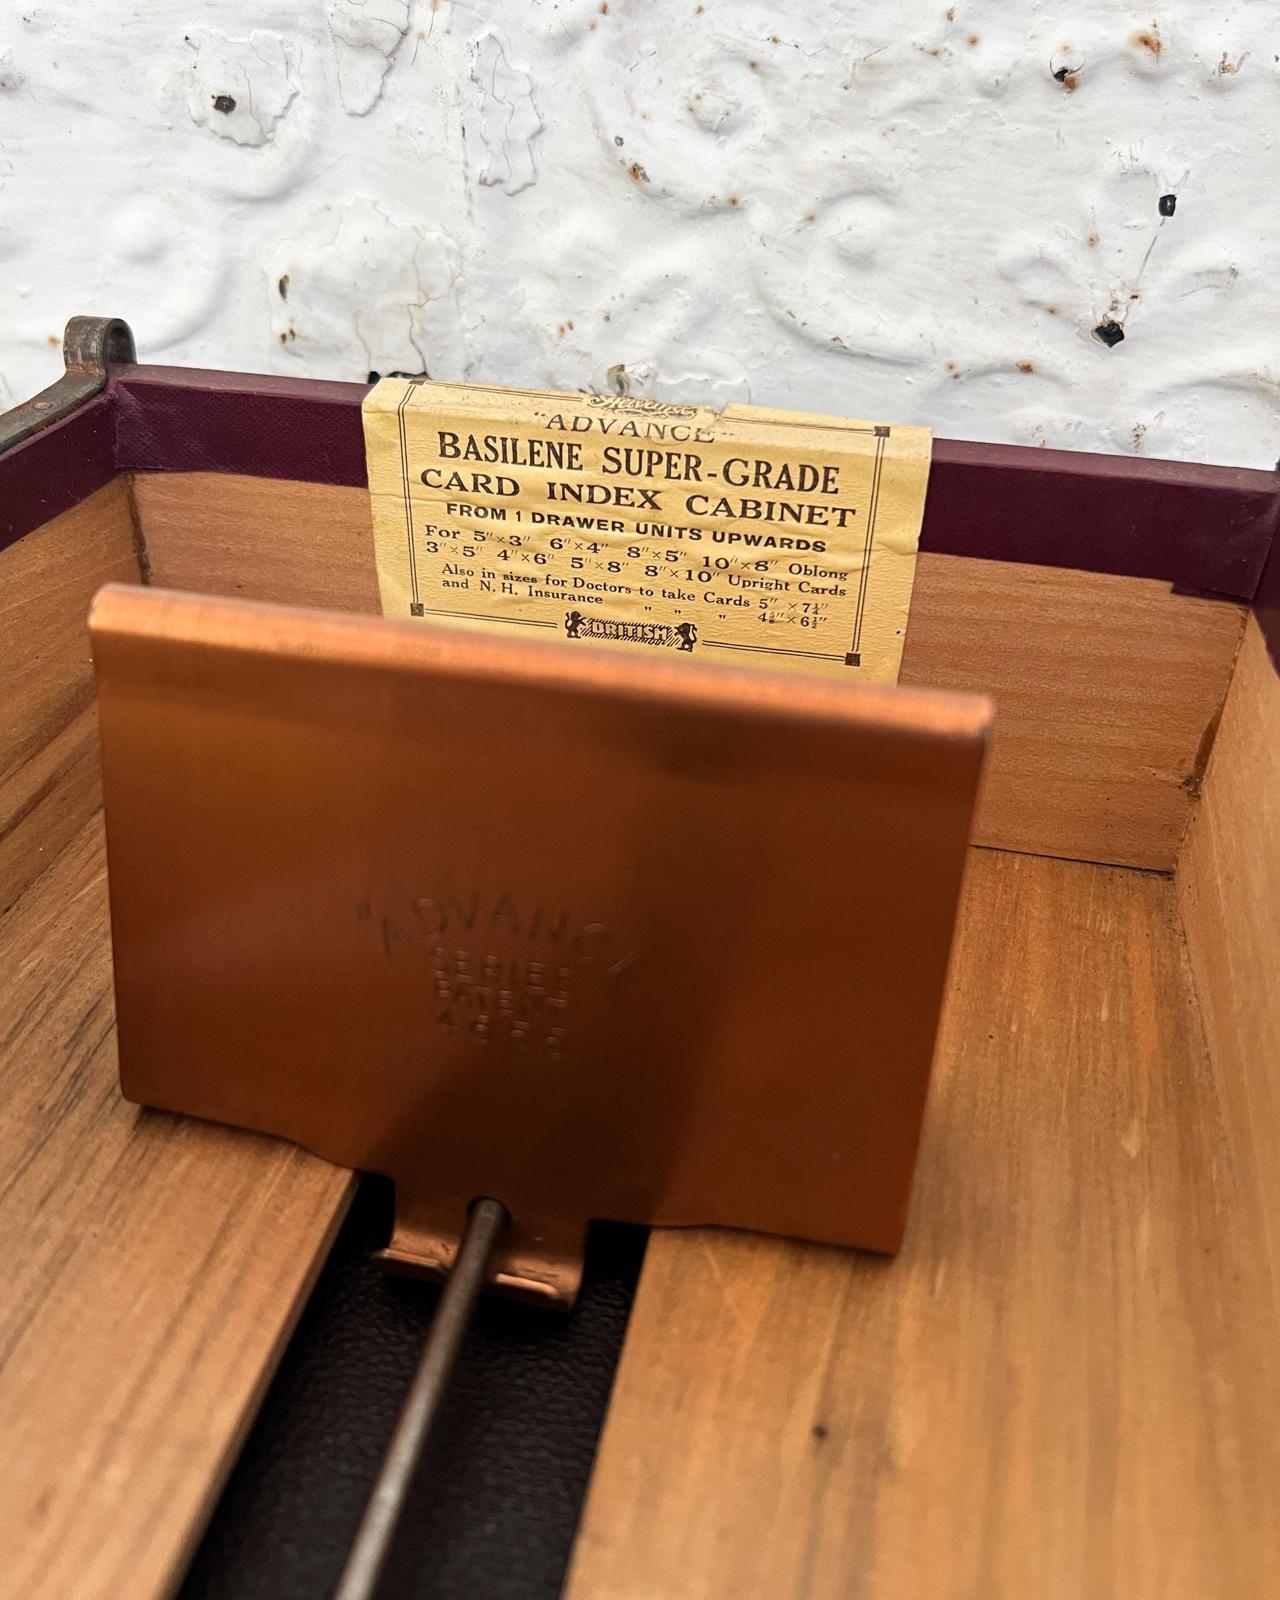 Advance
"ADVANCE"
BASILENE SUPER-GRADE
CARD INDEX CABINET
FROM 1 DRAWER UNITS UPWARDS
For 5"×3" 6"×4" 8"×5" 10"×8" Oblong
3"×5" 4"×6" 5"×8" 8"×10" Upright Cards
Also in sizes for Doctors to take Cards 5" ×7¼"
and N. H. Insurance " " " 4⅝"×6½"
BRITISH
"ADVANCE
SERIES
PATENT